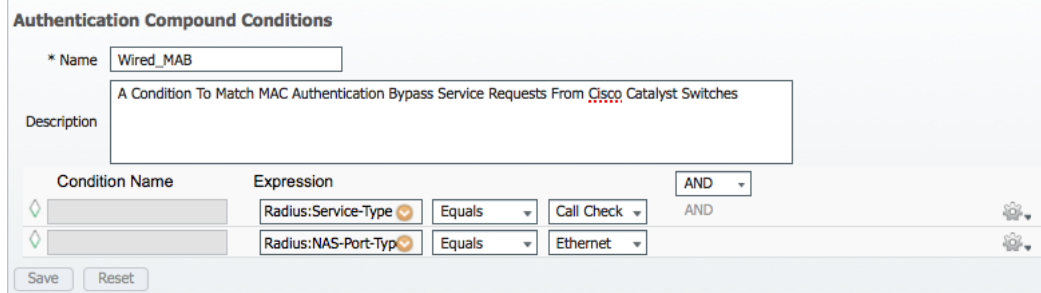 Authentication Compound Conditions
* Name Wired_MAB
Description A Condition To Match MAC Authentication Bypass Service Requests From Cisco Catalyst Switches
Condition Name Expression AND
Radius:Service-Type Equals Call Check AND
Radius:NAS-Port-Typ Equals Ethernet
Save Reset